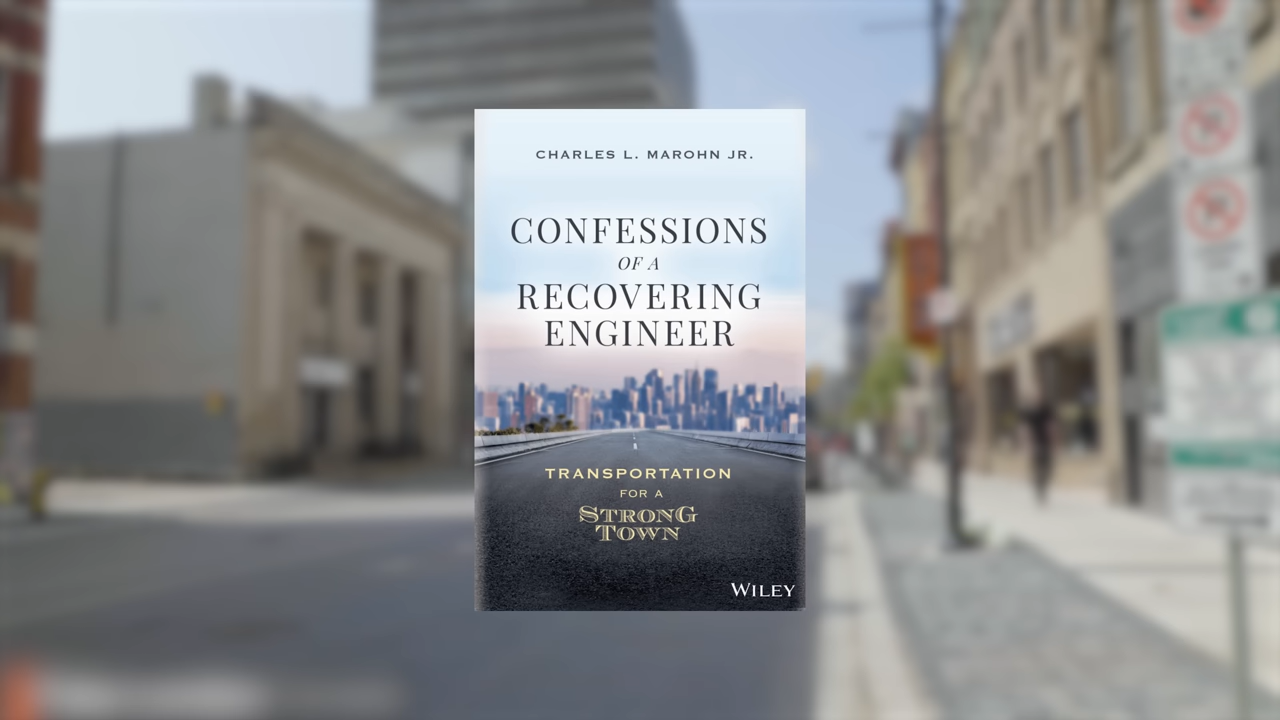 CHARLES L. MAROHN JR.
CONFESSIONS
OF A
RECOVERING
ENGINEER
TRANSPORTATION
FOR A
STRONG
TOWN
WILEY